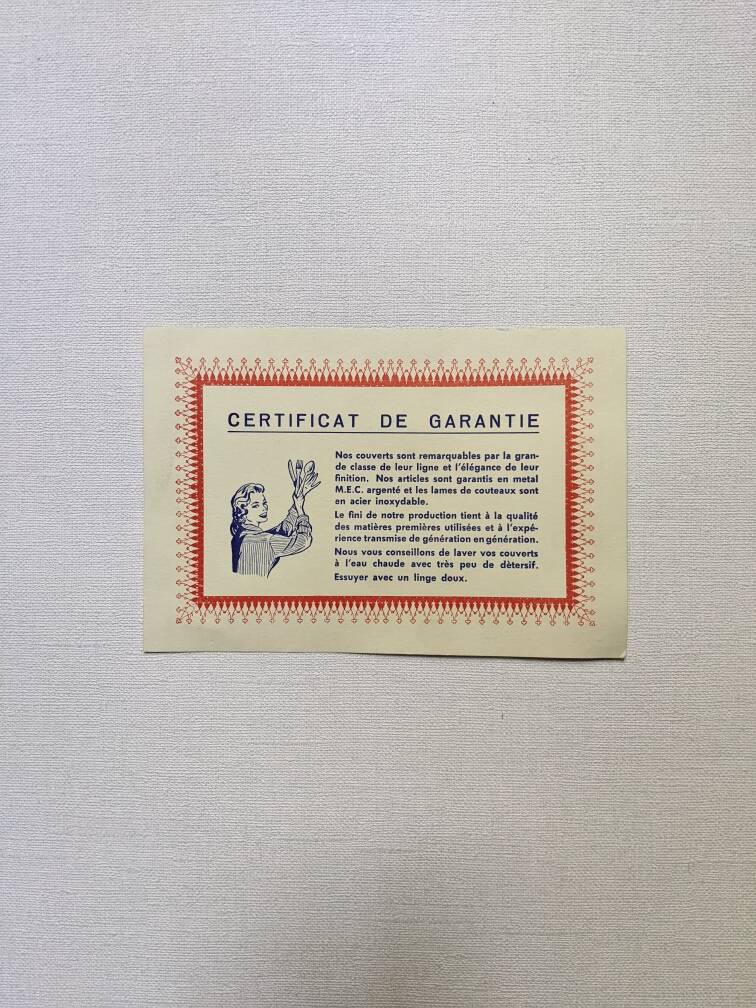 CERTIFICAT DE GARANTIE
Nos couverts sont remarquables par la gran-
de classe de leur ligne et l'élégance de leur
finition. Nos articles sont garantis en metal
M.E.C. argenté et les lames de couteaux sont
en acier inoxydable.
Le fini de notre production tient à la qualité
des matières premières utilisées et à l'expé-
rience transmise de génération en génération.
Nous vous conseillons de laver vos couverts
à l'eau chaude avec très peu de dètersif.
Essuyer avec un linge doux.